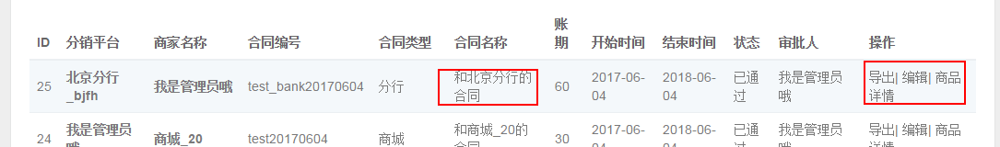 ID 分销平台 商家名称 合同编号 合同类型 合同名称 账期 开始时间 结束时间 状态 审批人 操作
25 北京分行_bjfh 我是管理员哦 test_bank20170604 分行 和北京分行的合同 60 2017-06-04 2018-06-04 已通过 我是管理员哦 导出| 编辑| 商品详情
24 我是管理员哦 商城_20 test20170604 商城 和商城_20的合同 30 2017-06-04 2018-06-04 已通过 我是管理员哦 导出| 编辑| 商品详情